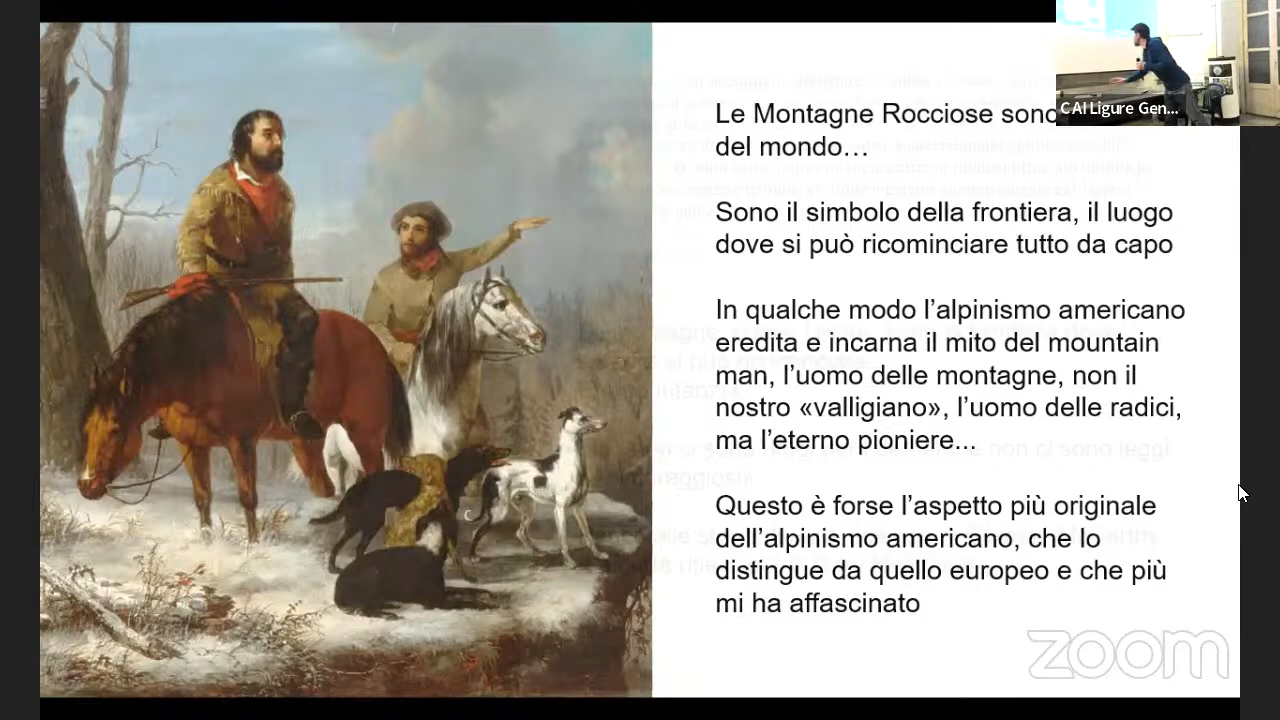 Le Montagne Rocciose sono
del mondo…
Sono il simbolo della frontiera, il luogo
dove si può ricominciare tutto da capo
In qualche modo l’alpinismo americano
eredita e incarna il mito del mountain
man, l’uomo delle montagne, non il
nostro «valligiano», l’uomo delle radici,
ma l’eterno pioniere...
Questo è forse l’aspetto più originale
dell’alpinismo americano, che lo
distingue da quello europeo e che più
mi ha affascinato
CAI Ligure Gen...
zoom